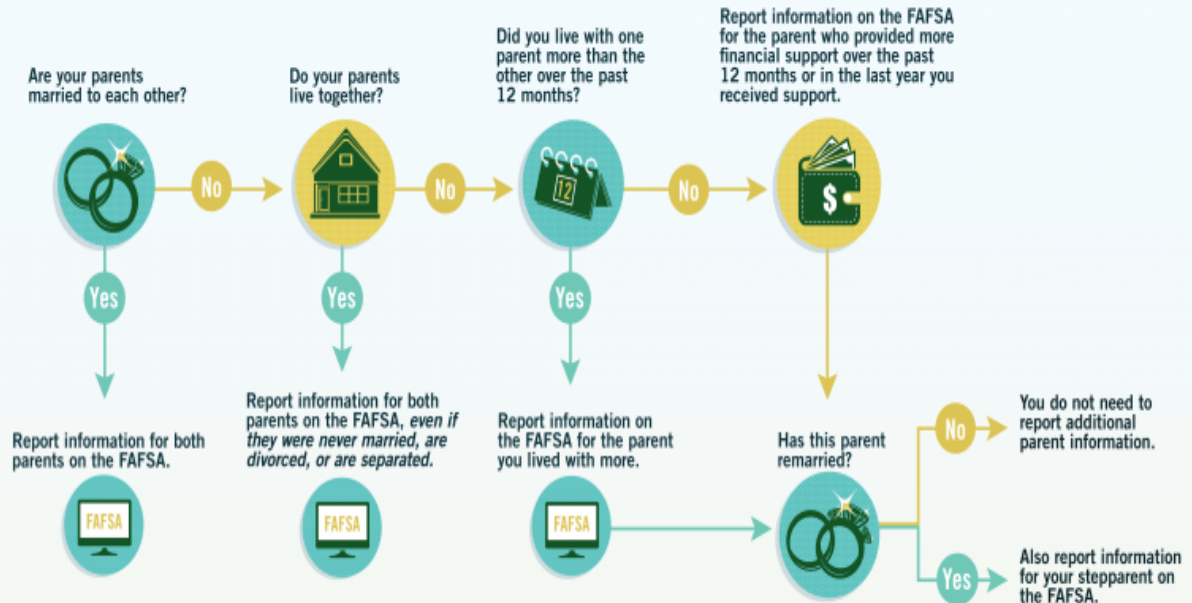 Are your parents
married to each other?
No
Do your parents
live together?
No
Did you live with one
parent more than the
other over the past
12 months?
12
No
Report information on the FAFSA
for the parent who provided more
financial support over the past
12 months or in the last year you
received support.
$
Yes
Report information for both
parents on the FAFSA.
FAFSA
Yes
Report information for both
parents on the FAFSA, even if
they were never married, are
divorced, or are separated.
FAFSA
Yes
Report information on
the FAFSA for the parent
you lived with more.
FAFSA
Has this parent
remarried?
No
You do not need to
report additional
parent information.
Yes
Also report information
for your stepparent on
the FAFSA.